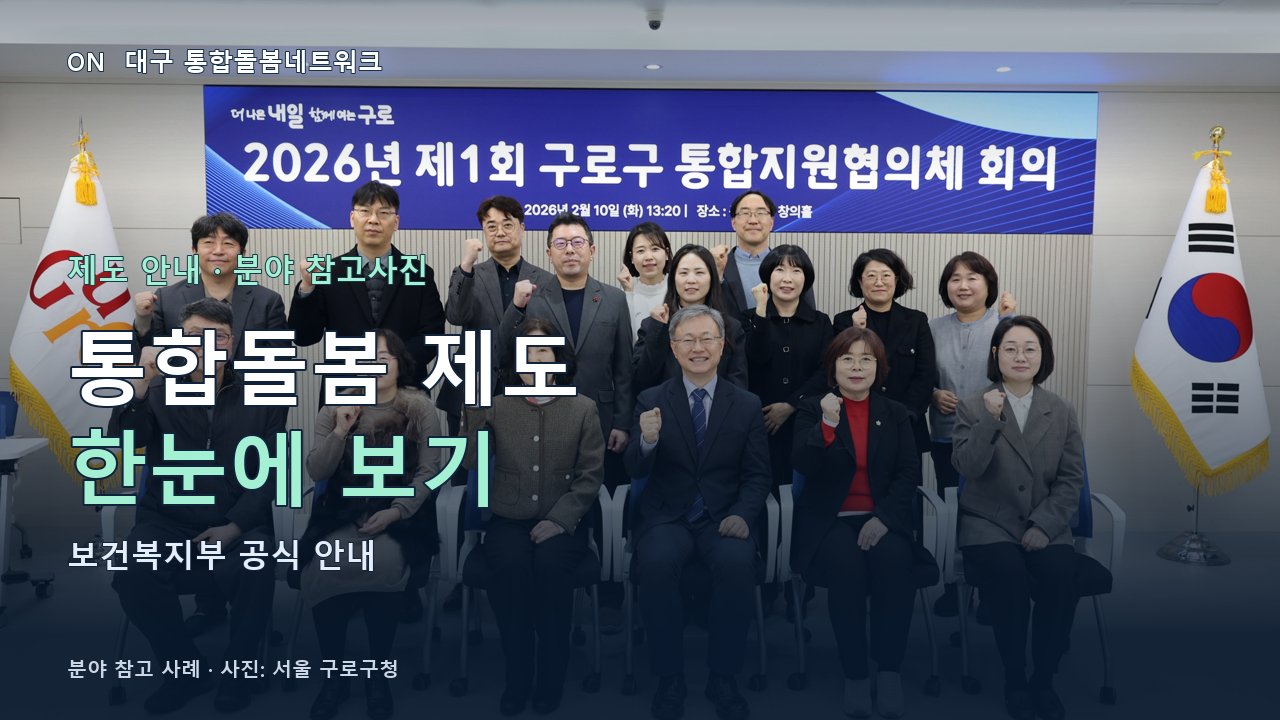 ON 대구 통합돌봄네트워크
더 나은 내일 함께 여는 구로
2026년 제1회 구로구 통합지원협의체 회의
2026년 2월 10일 (화) 13:20 | 장소 : 창의홀
제도 안내 · 분야 참고사진
통합돌봄 제도
한눈에 보기
보건복지부 공식 안내
분야 참고 사례 · 사진: 서울 구로구청